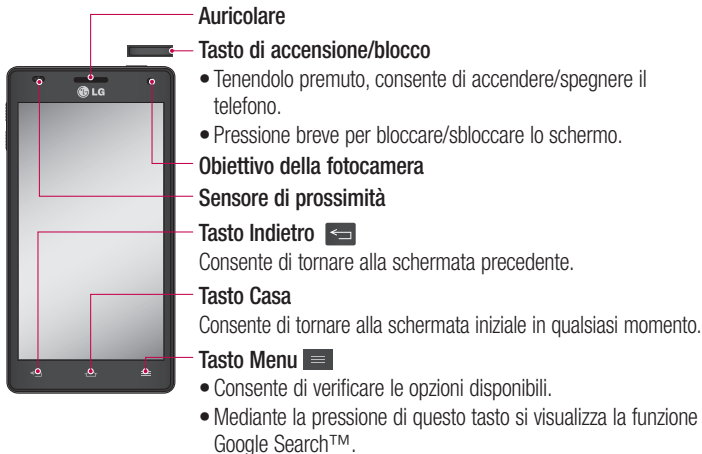 Auricolare
Tasto di accensione/blocco
• Tenendolo premuto, consente di accendere/spegnere il
telefono.
• Pressione breve per bloccare/sbloccare lo schermo.
LG
Obiettivo della fotocamera
Sensore di prossimità
Tasto Indietro
Consente di tornare alla schermata precedente.
Tasto Casa
Consente di tornare alla schermata iniziale in qualsiasi momento.
Tasto Menu
• Consente di verificare le opzioni disponibili.
• Mediante la pressione di questo tasto si visualizza la funzione
Google Search™.